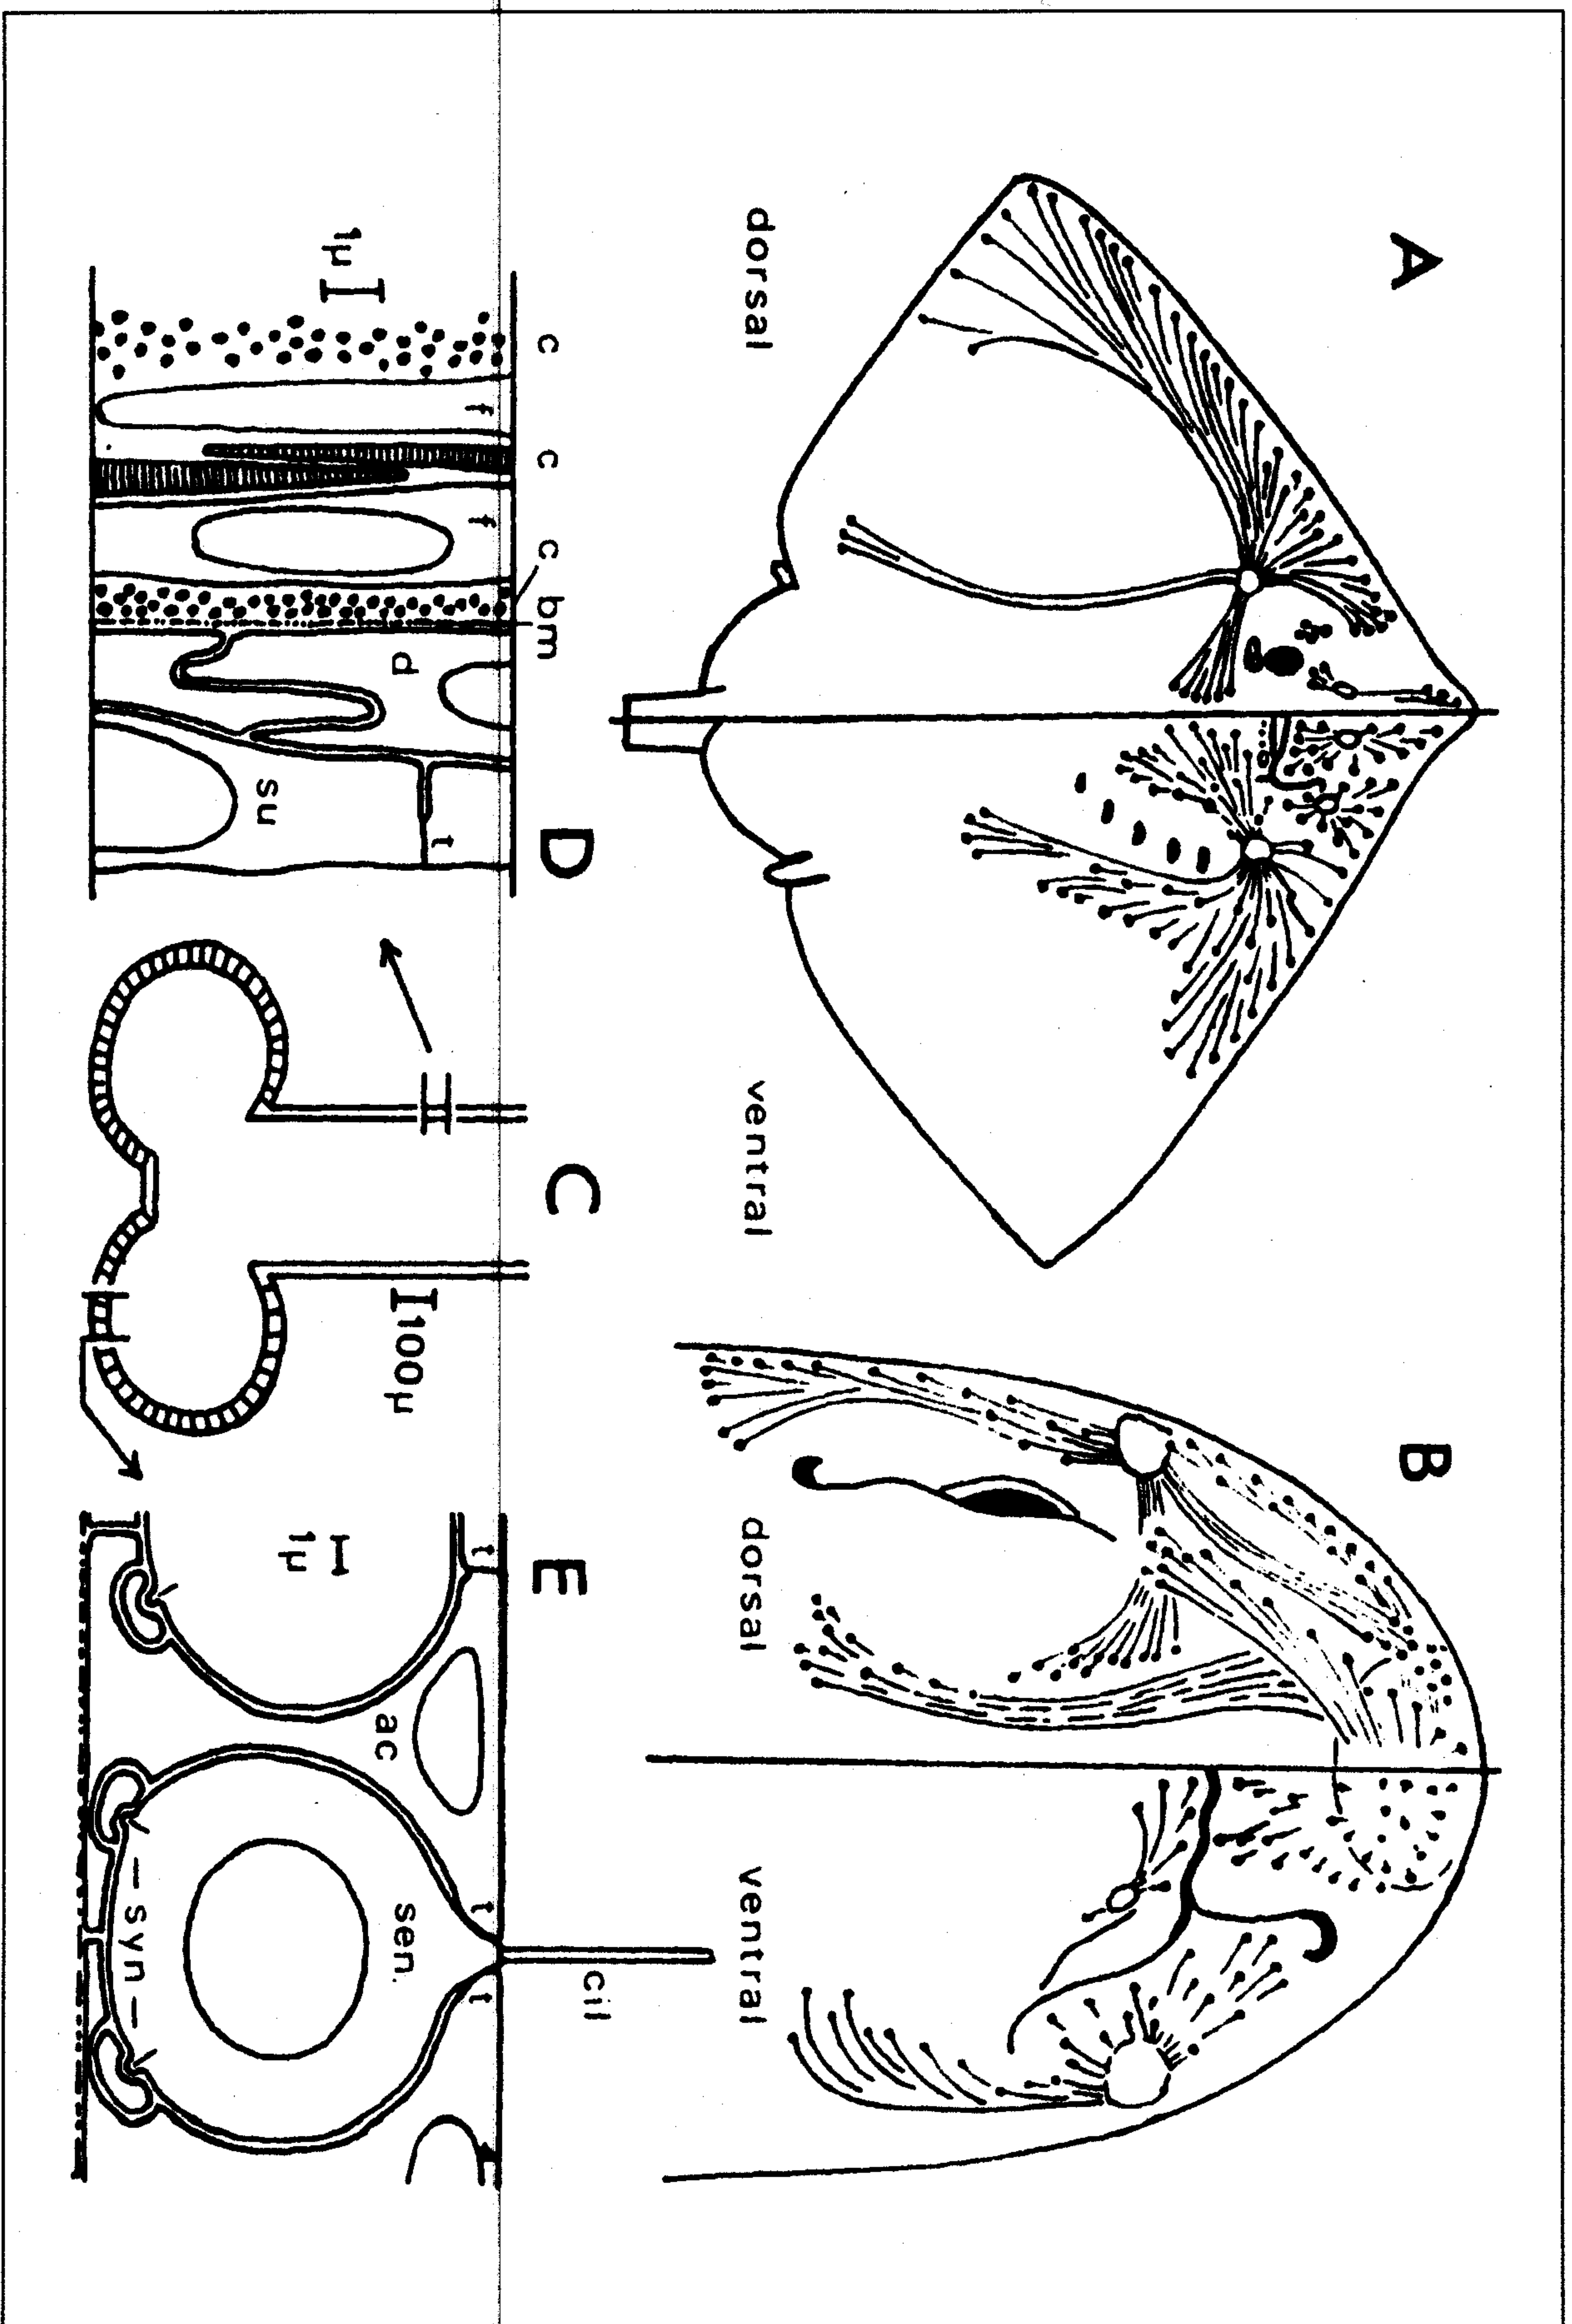 A
dorsal ventral
B
dorsal ventral
D
c c c bm
f f
d t
1µ
su
C
100µ
E
cil
t t t
sen.
ac
1µ
syn